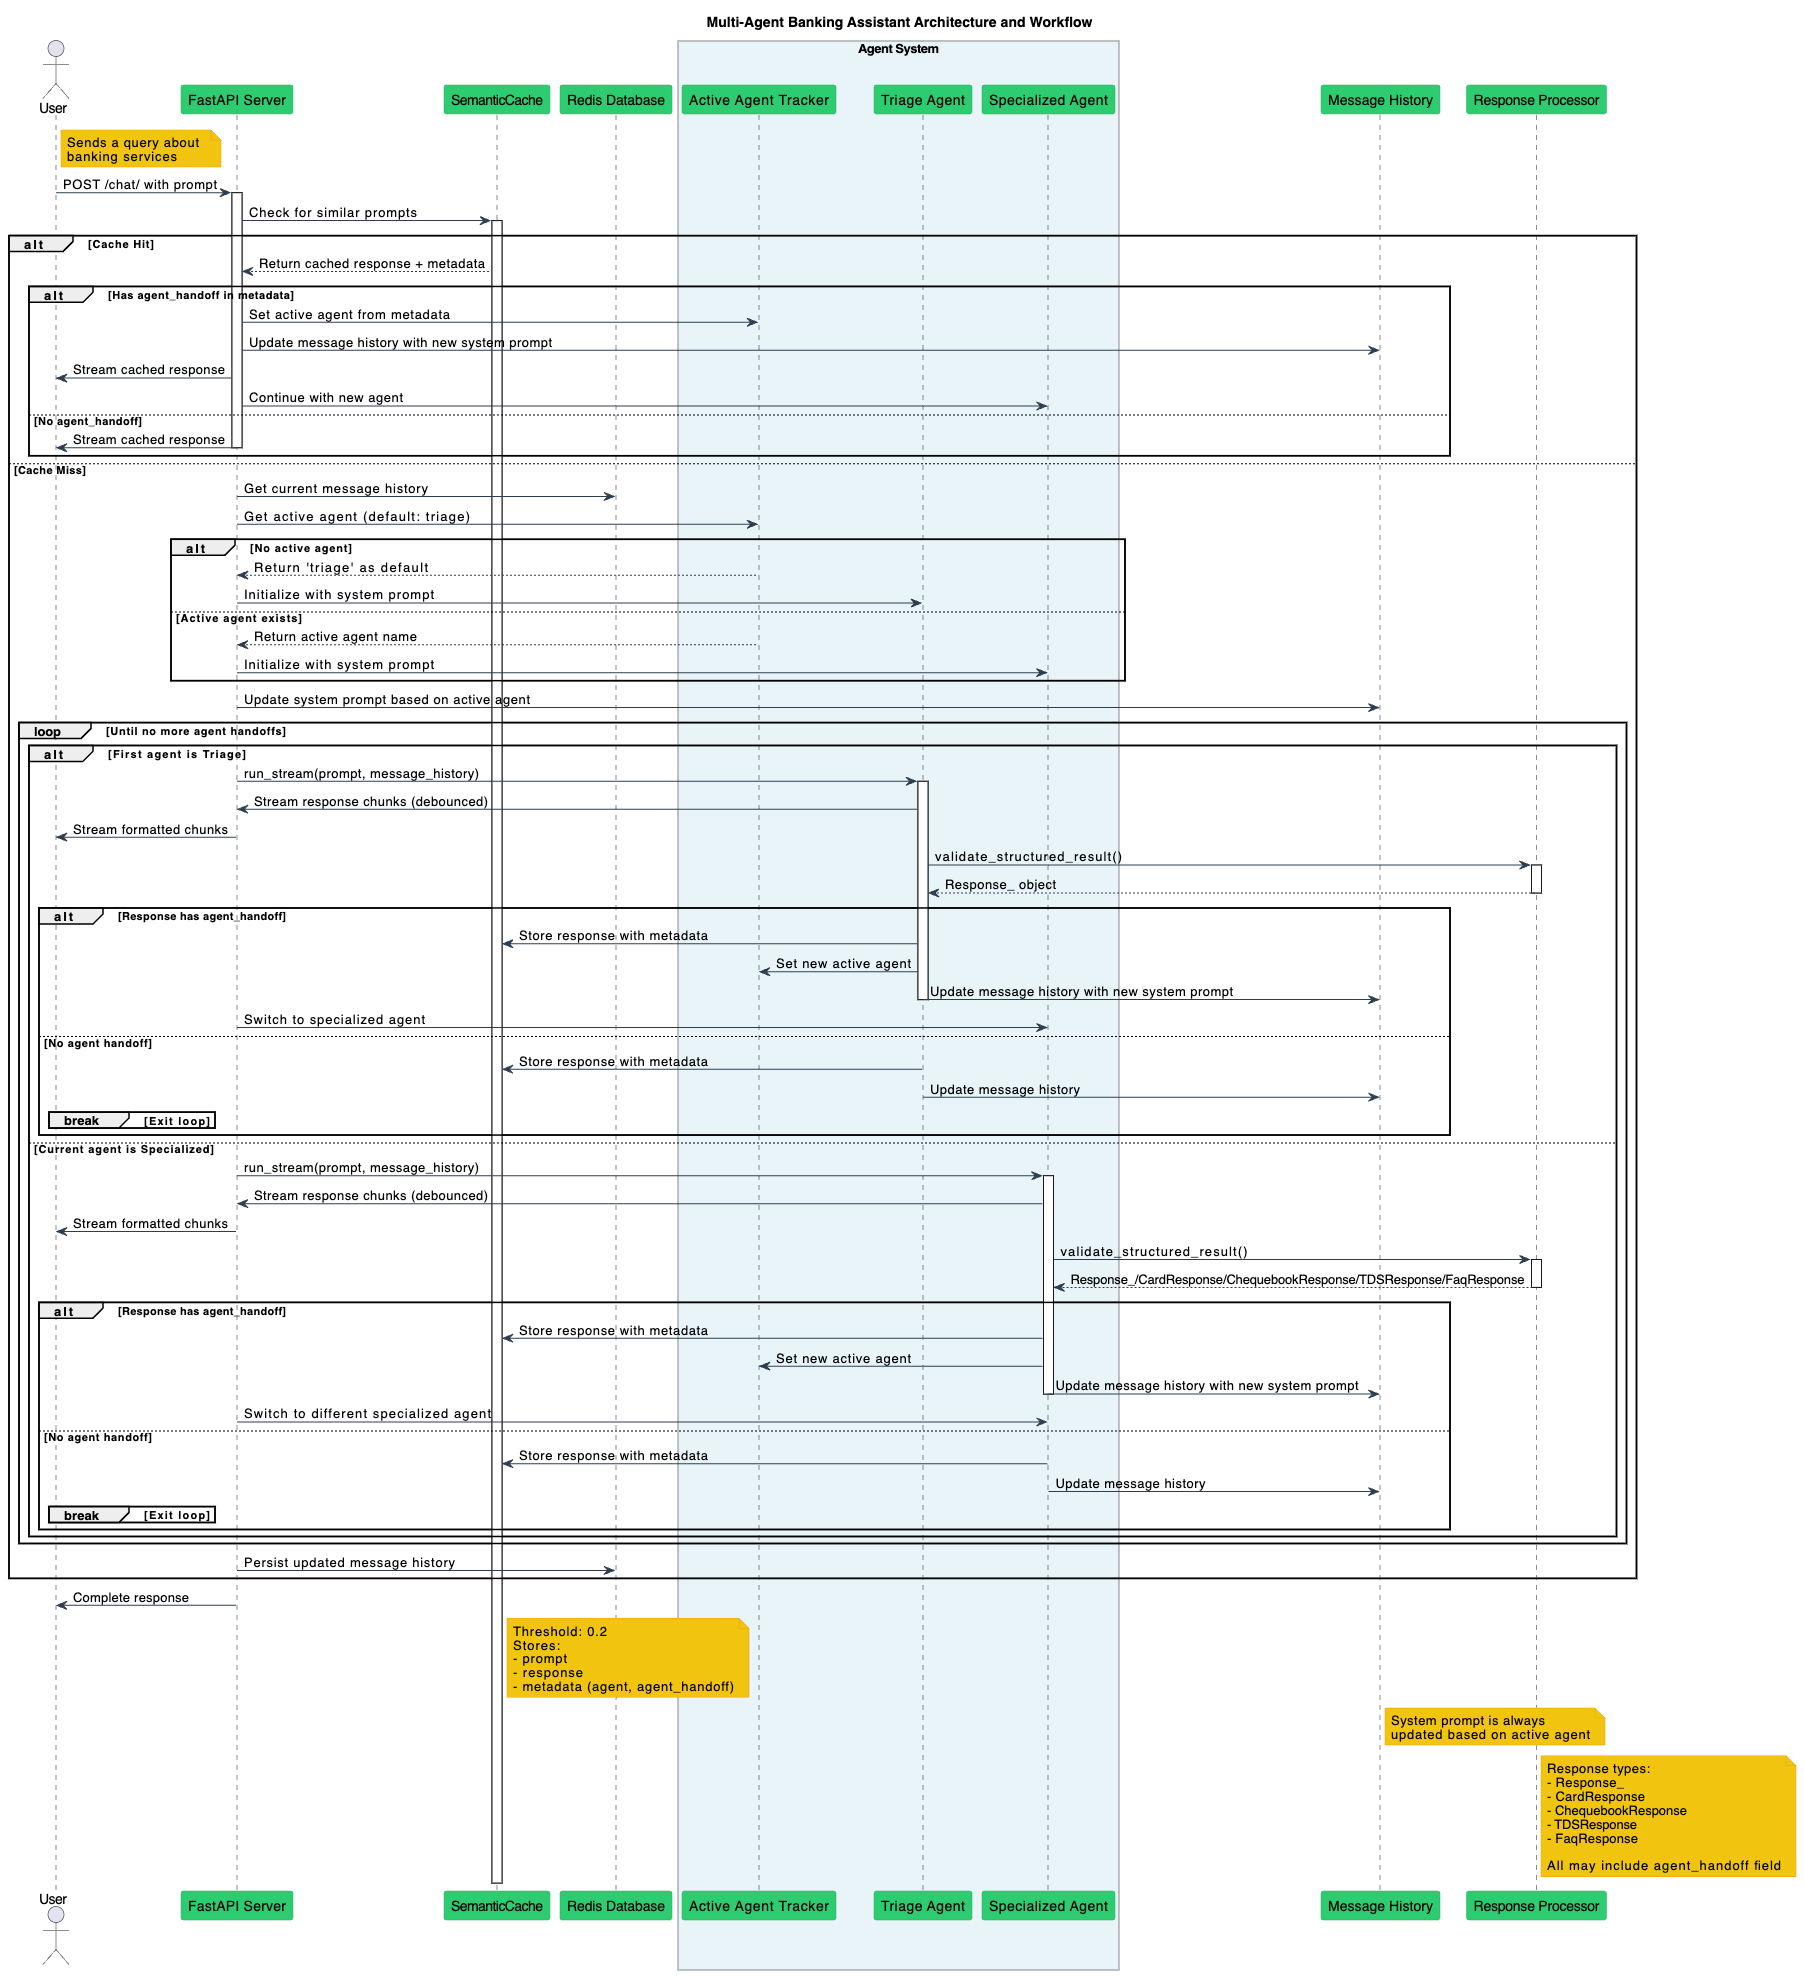 Multi-Agent Banking Assistant Architecture and Workflow
Agent System
User
FastAPI Server
SemanticCache
Redis Database
Active Agent Tracker
Triage Agent
Specialized Agent
Message History
Response Processor
Sends a query about
banking services
POST /chat/ with prompt
Check for similar prompts
alt
[Cache Hit]
Return cached response + metadata
alt
[Has agent_handoff in metadata]
Set active agent from metadata
Update message history with new system prompt
Stream cached response
Continue with new agent
[No agent_handoff]
Stream cached response
[Cache Miss]
Get current message history
Get active agent (default: triage)
alt
[No active agent]
Return 'triage' as default
Initialize with system prompt
[Active agent exists]
Return active agent name
Initialize with system prompt
Update system prompt based on active agent
loop
[Until no more agent handoffs]
alt
[First agent is Triage]
run_stream(prompt, message_history)
Stream response chunks (debounced)
Stream formatted chunks
validate_structured_result()
Response_ object
alt
[Response has agent_handoff]
Store response with metadata
Set new active agent
Update message history with new system prompt
Switch to specialized agent
[No agent handoff]
Store response with metadata
Update message history
break
[Exit loop]
[Current agent is Specialized]
run_stream(prompt, message_history)
Stream response chunks (debounced)
Stream formatted chunks
validate_structured_result()
Response_/CardResponse/ChequebookResponse/TDSResponse/FaqResponse
alt
[Response has agent_handoff]
Store response with metadata
Set new active agent
Update message history with new system prompt
Switch to different specialized agent
[No agent handoff]
Store response with metadata
Update message history
break
[Exit loop]
Persist updated message history
Complete response
Threshold: 0.2
Stores:
- prompt
- response
- metadata (agent, agent_handoff)
System prompt is always
updated based on active agent
Response types:
- Response_
- CardResponse
- ChequebookResponse
- TDSResponse
- FaqResponse
All may include agent_handoff field
User
FastAPI Server
SemanticCache
Redis Database
Active Agent Tracker
Triage Agent
Specialized Agent
Message History
Response Processor